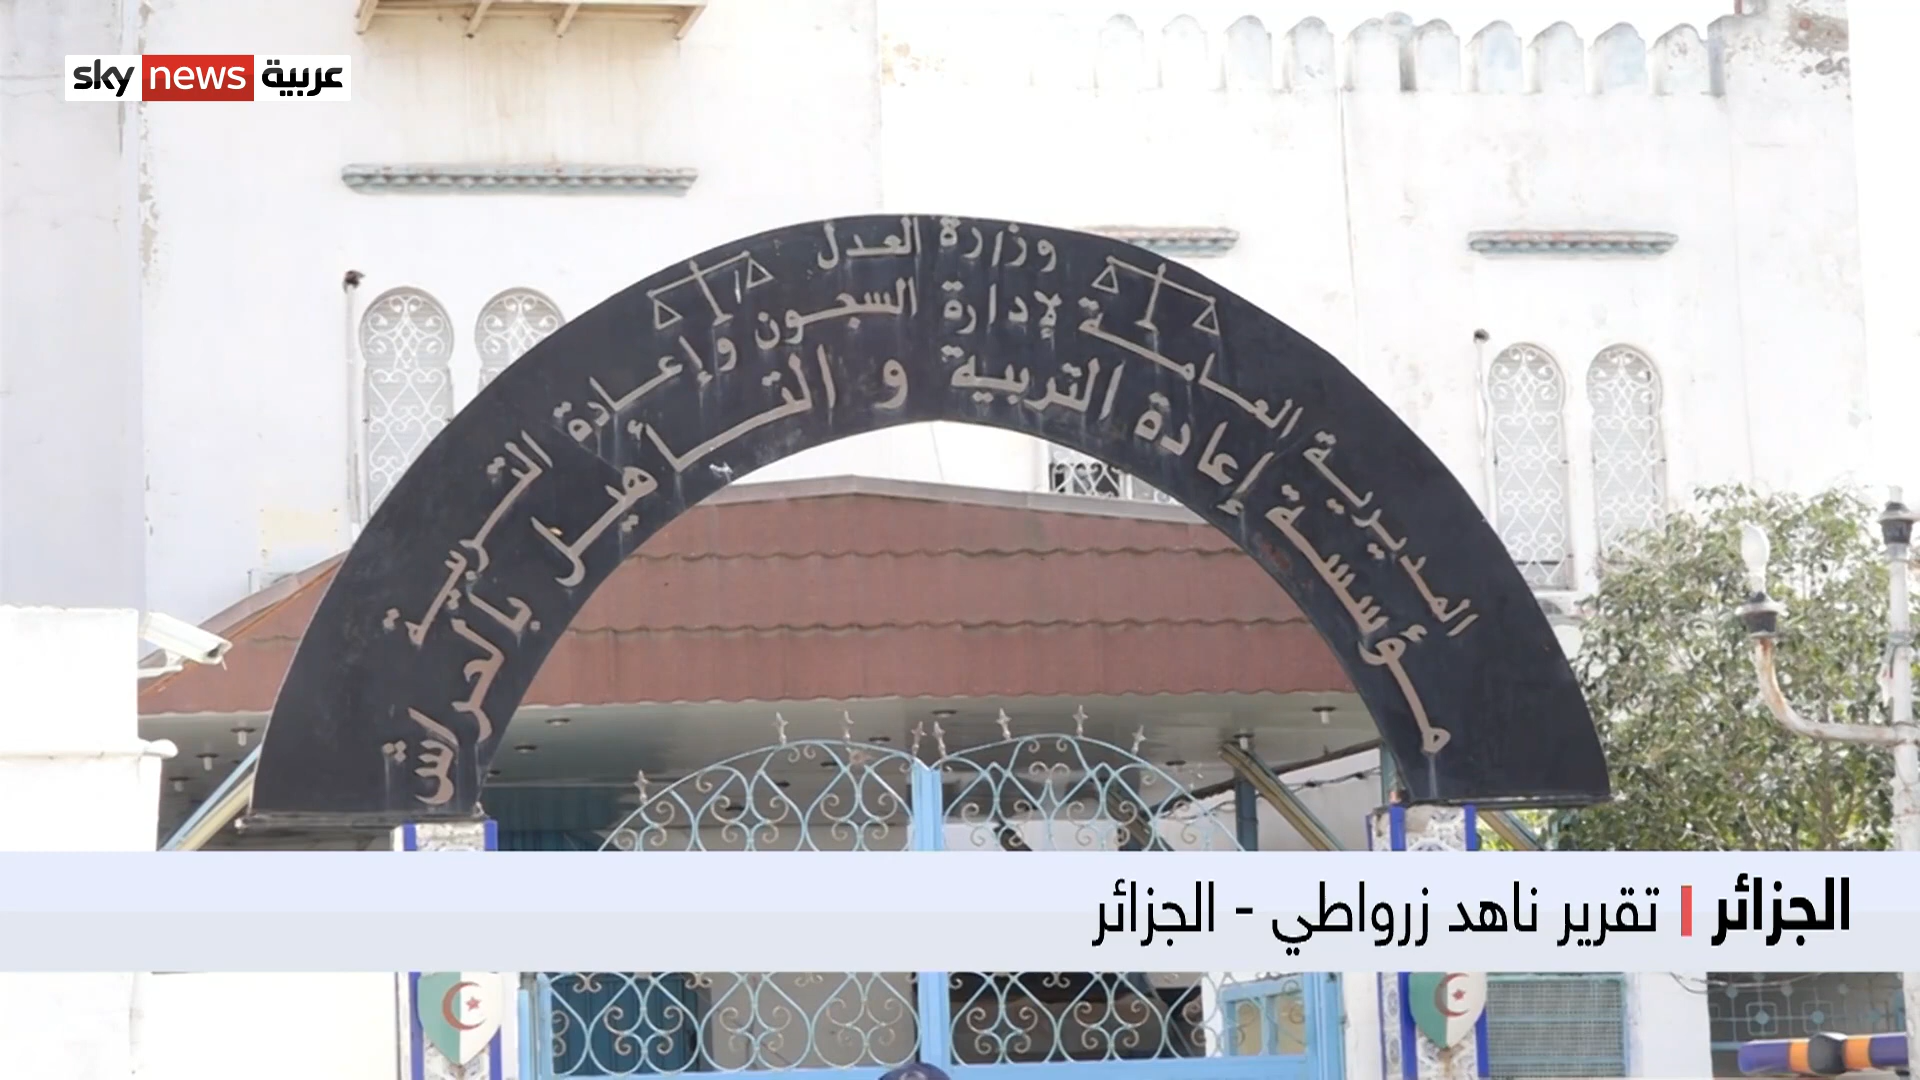 sky news عربية
وزارة العدل
المديرية العامة لإدارة السجون وإعادة التربية
مؤسسة إعادة التربية و التأهيل بالحراش
الجزائر | تقرير ناهد زرواطي - الجزائر